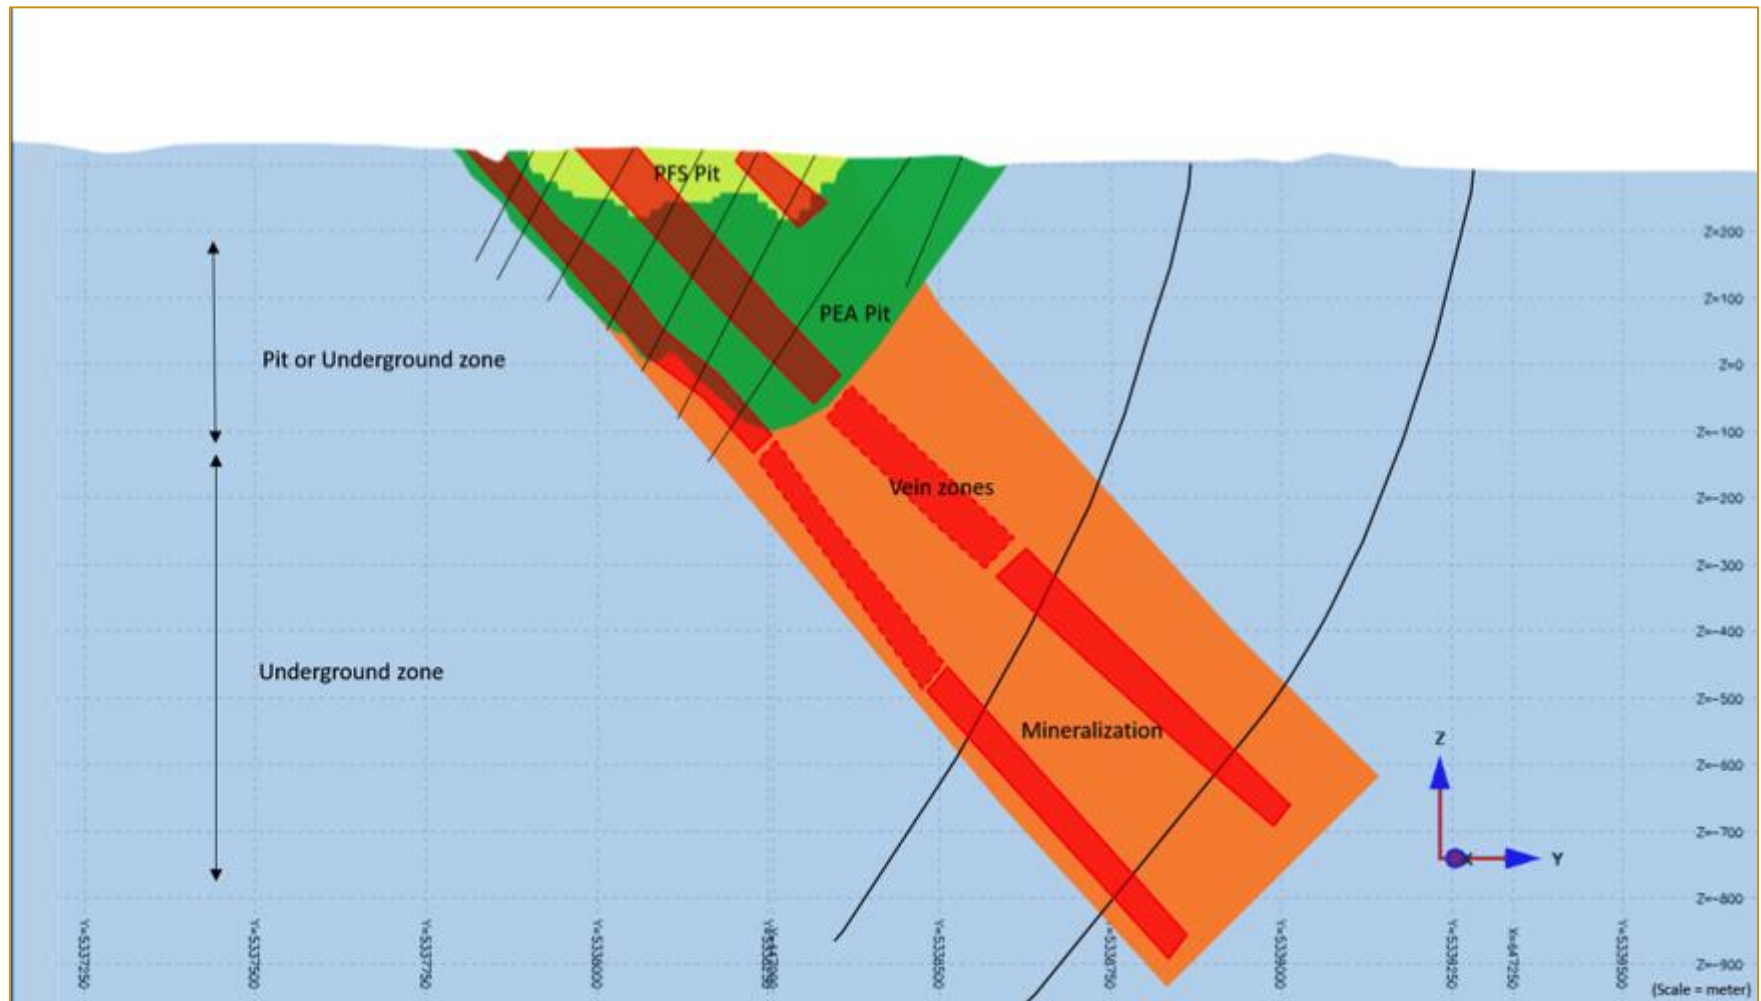 PFS Pit
Z=200
Z=100
PEA Pit
Pit or Underground zone
Z=0
Z=-100
Vein zones
Z=-200
Z=-300
Z=-400
Underground zone
Z=-500
Mineralization
Z
Z=-600
Z=-700
X
Y
Z=-800
Y=5337250
Y=5337500
Y=5337750
Y=5338000
Y=5338500
Y=5338750
Y=5339000
Y=5339250
X=647250
Y=5339500
Z=-900
(Scale = meter)